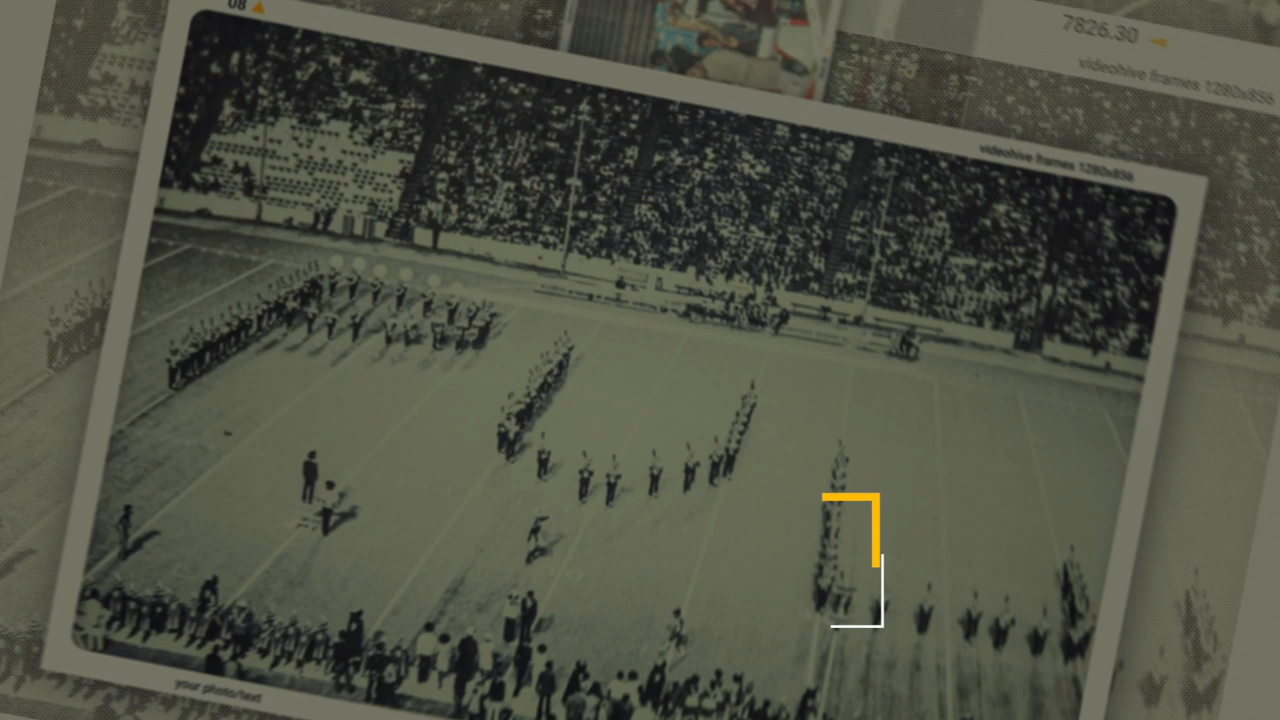 08
7826.30
videohive frames 1280x856
videohive frames 1280x856
your photo/text